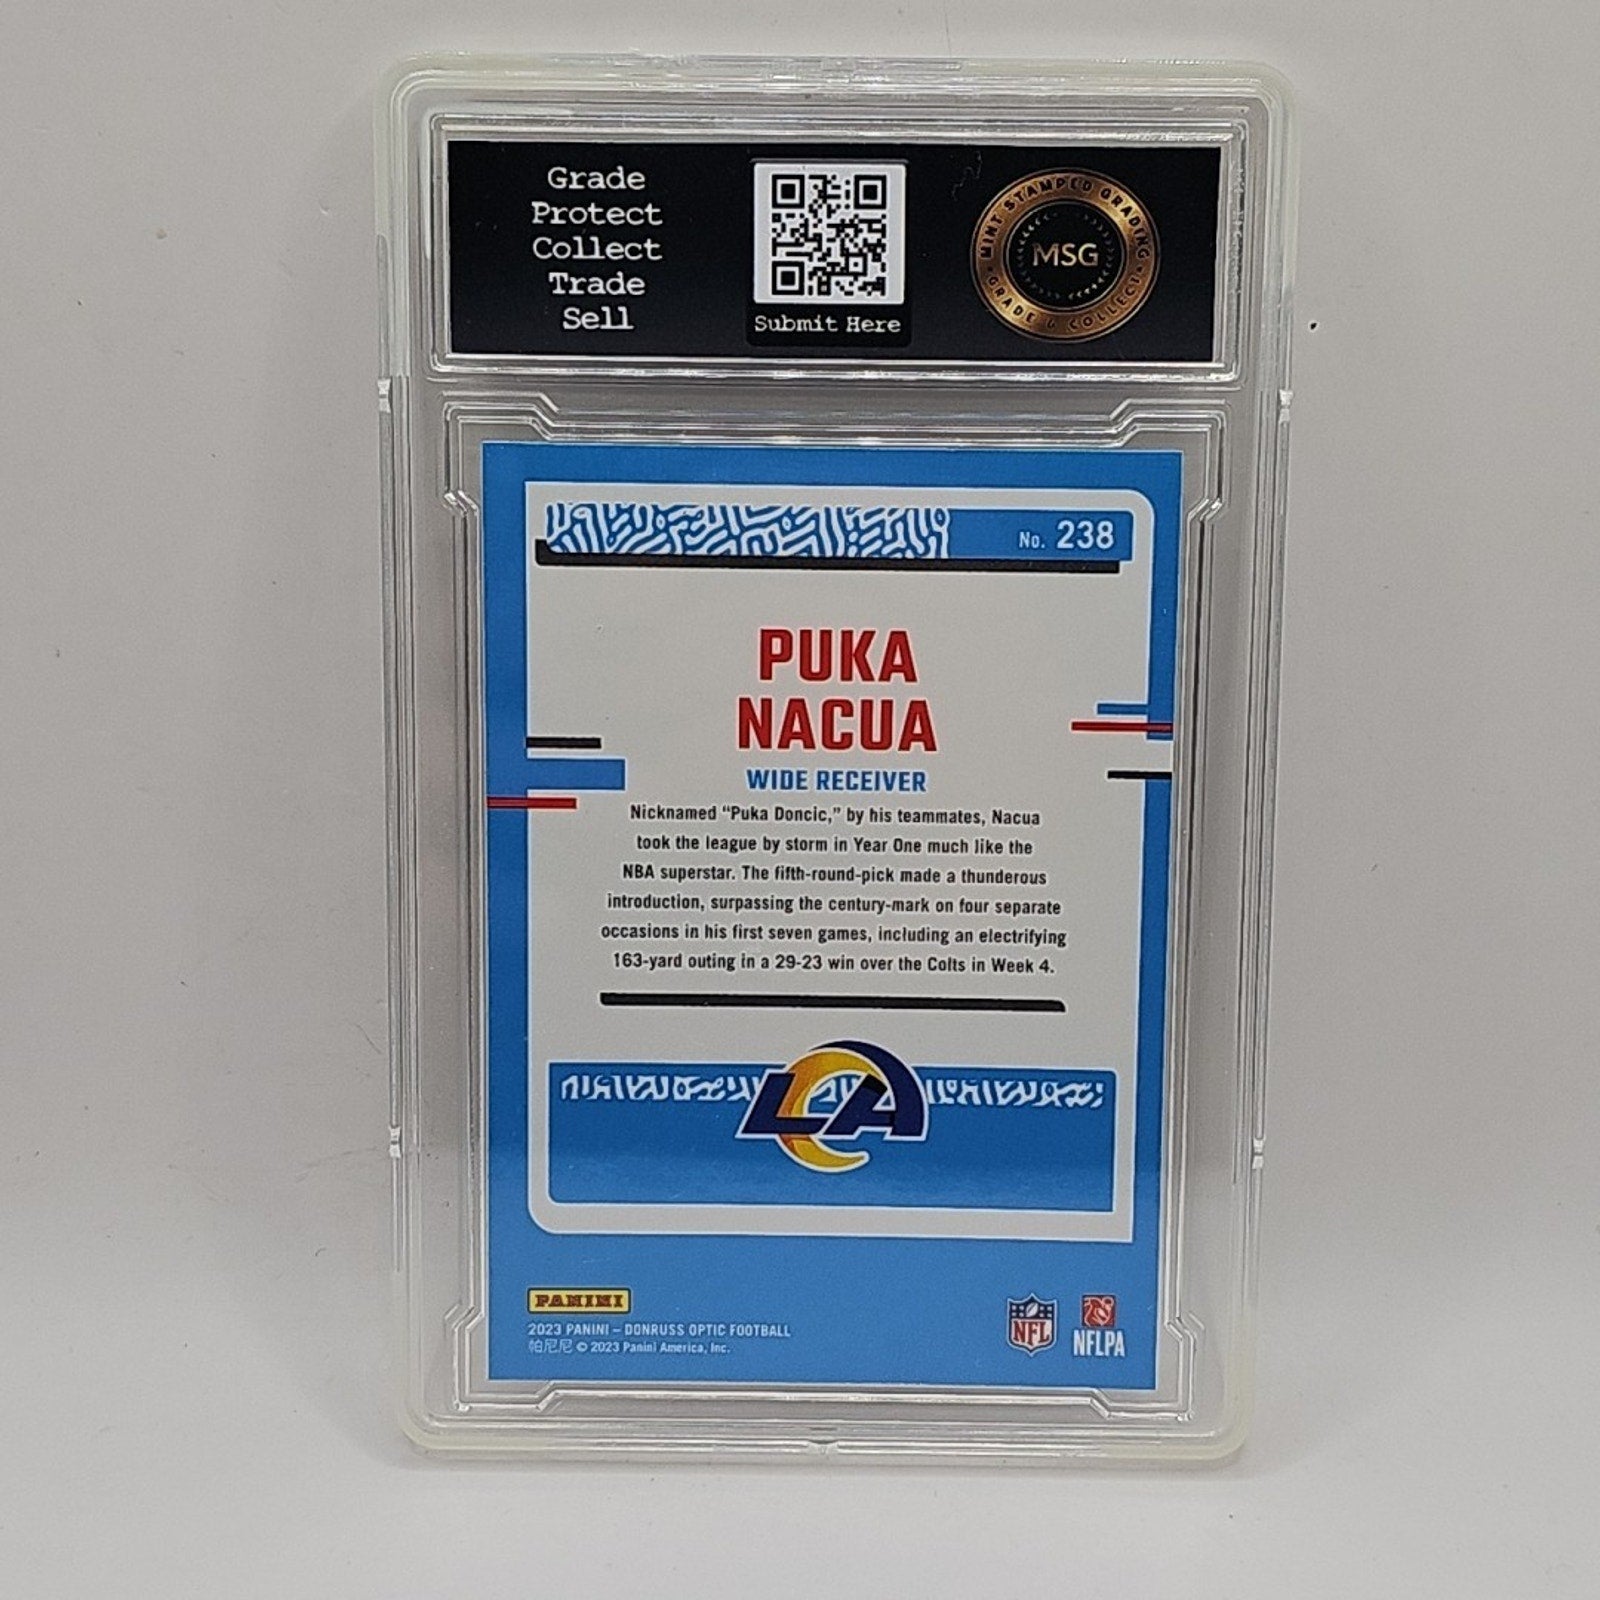 Grade
Protect
Collect
Trade
Sell
Submit Here
MINT STAMPED GRADING
MSG
GRADE & COLLECT
No. 238
PUKA
NACUA
WIDE RECEIVER
Nicknamed “Puka Doncic,” by his teammates, Nacua
took the league by storm in Year One much like the
NBA superstar. The fifth-round-pick made a thunderous
introduction, surpassing the century-mark on four separate
occasions in his first seven games, including an electrifying
163-yard outing in a 29-23 win over the Colts in Week 4.
LA
PANINI
2023 PANINI – DONRUSS OPTIC FOOTBALL
帕尼尼 © 2023 Panini America, Inc.
NFL
NFLPA